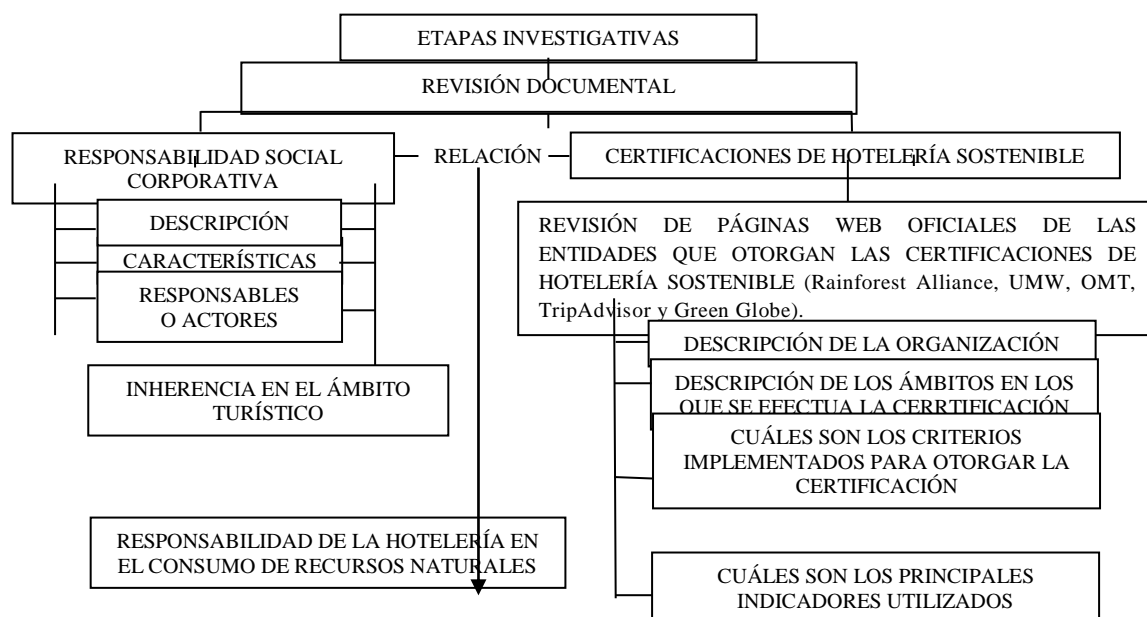 ETAPAS INVESTIGATIVAS
REVISIÓN DOCUMENTAL
RESPONSABILIDAD SOCIAL
CORPORATIVA
RELACIÓN
CERTIFICACIONES DE HOTELERÍA SOSTENIBLE
DESCRIPCIÓN
CARACTERÍSTICAS
RESPONSABLES
O ACTORES
INHERENCIA EN EL ÁMBITO
TURÍSTICO
RESPONSABILIDAD DE LA HOTELERÍA EN
EL CONSUMO DE RECURSOS NATURALES
REVISIÓN DE PÁGINAS WEB OFICIALES DE LAS
ENTIDADES QUE OTORGAN LAS CERTIFICACIONES DE
HOTELERÍA SOSTENIBLE (Rainforest Alliance, UMW, OMT,
TripAdvisor y Green Globe).
DESCRIPCIÓN DE LA ORGANIZACIÓN
DESCRIPCIÓN DE LOS ÁMBITOS EN LOS
QUE SE EFECTUA LA CERRTIFICACIÓN
CUÁLES SON LOS CRITERIOS
IMPLEMENTADOS PARA OTORGAR LA
CERTIFICACIÓN
CUÁLES SON LOS PRINCIPALES
INDICADORES UTILIZADOS